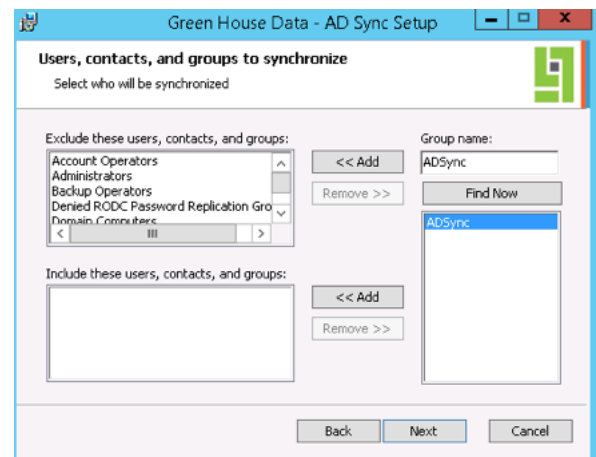 Green House Data - AD Sync Setup
Users, contacts, and groups to synchronize
Select who will be synchronized
Exclude these users, contacts, and groups:
Account Operators
Administrators
Backup Operators
Denied RODC Password Replication Gro
Domain Computers
<< Add
Remove >>
Group name:
ADSync
Find Now
ADSync
Include these users, contacts, and groups:
<< Add
Remove >>
Back
Next
Cancel